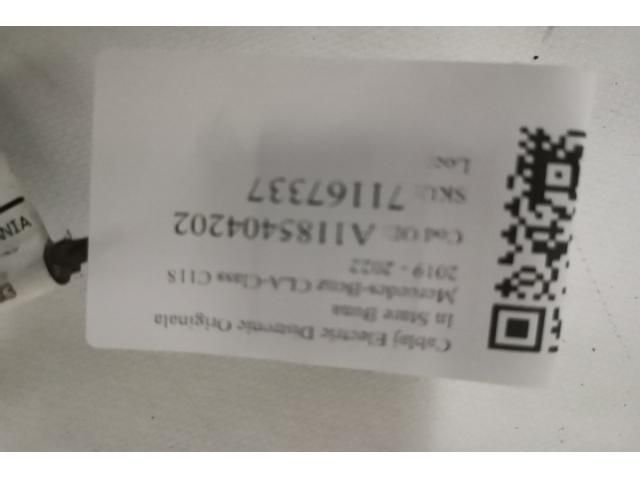 Cablaj Electric Distronic Originala
In Stare Buna
Mercedes-Benz CLA-Class C118
2019 - 2022
Cod OE: A1185404202
SKU: 71167337
Loc: